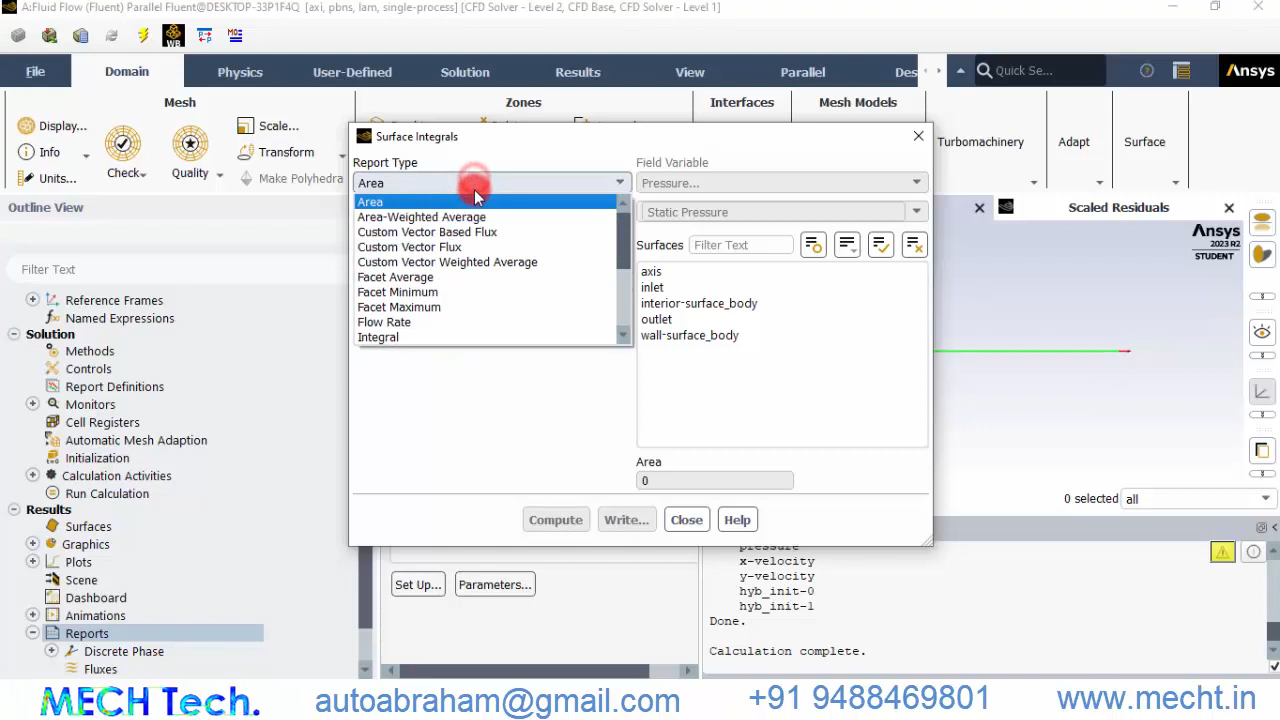 A:Fluid Flow (Fluent) Parallel Fluent@DESKTOP-33P1F4Q [axi, pbns, lam, single-process] [CFD Solver - Level 2, CFD Base, CFD Solver - Level 1]
WB
File
Domain
Physics
User-Defined
Solution
Results
View
Parallel
Des
Quick Se...
Ansys
Mesh
Zones
Interfaces
Mesh Models
Display...
Info
Units...
Check
Quality
Scale...
Transform
Make Polyhedra
Turbomachinery
Adapt
Surface
Outline View
Filter Text
Reference Frames
Named Expressions
Solution
Methods
Controls
Report Definitions
Monitors
Cell Registers
Automatic Mesh Adaption
Initialization
Calculation Activities
Run Calculation
Results
Surfaces
Graphics
Plots
Scene
Dashboard
Animations
Reports
Discrete Phase
Fluxes
Surface Integrals
Report Type
Area
Area
Area-Weighted Average
Custom Vector Based Flux
Custom Vector Flux
Custom Vector Weighted Average
Facet Average
Facet Minimum
Facet Maximum
Flow Rate
Integral
Field Variable
Pressure...
Static Pressure
Surfaces Filter Text
axis
inlet
interior-surface_body
outlet
wall-surface_body
Area
0
Compute
Write...
Close
Help
Scaled Residuals
Ansys
2023 R2
STUDENT
0 selected all
Set Up...
Parameters...
pressure
x-velocity
y-velocity
hyb_init-0
hyb_init-1
Done.
Calculation complete.
MECH Tech. autoabraham@gmail.com +91 9488469801 www.mecht.in